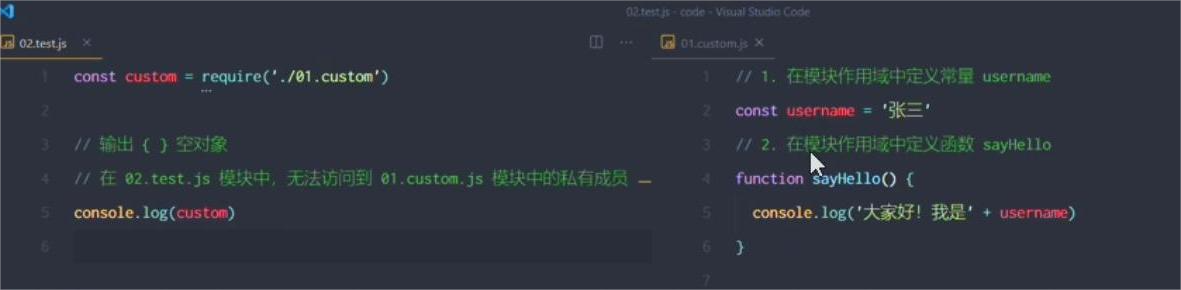 02.test.js - code - Visual Studio Code
02.test.js
1 const custom = require('./01.custom')
2
3 // 输出 { } 空对象
4 // 在 02.test.js 模块中，无法访问到 01.custom.js 模块中的私有成员
5 console.log(custom)
6
01.custom.js
1 // 1. 在模块作用域中定义常量 username
2 const username = '张三'
3 // 2. 在模块作用域中定义函数 sayHello
4 function sayHello() {
5 console.log('大家好！我是' + username)
6 }
7